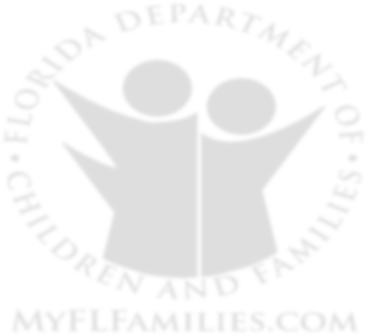 FLORIDA DEPARTMENT OF
• CHILDREN AND FAMILIES •
MYFLFAMILIES.COM